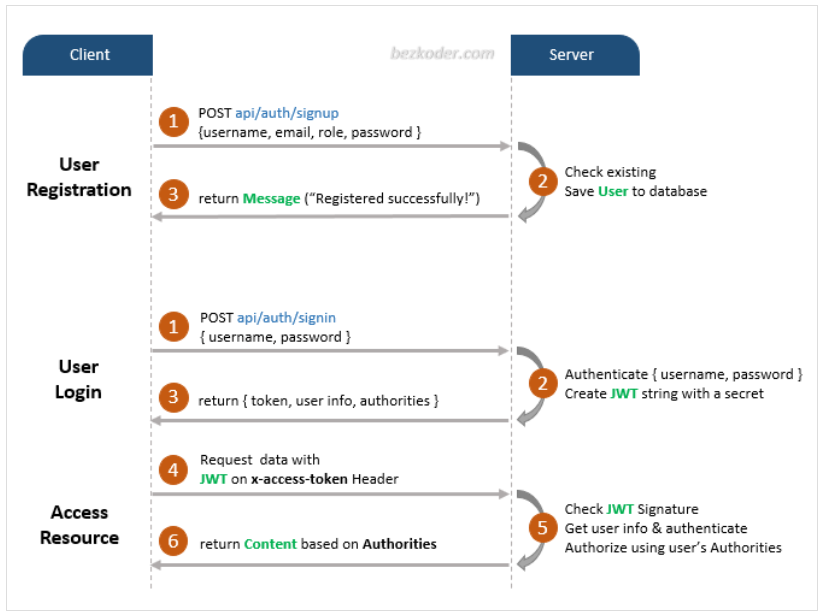 Client
bezkoder.com
Server
User
Registration
1
POST api/auth/signup
{username, email, role, password }
2
Check existing
Save User to database
3
return Message (“Registered successfully!”)
User
Login
1
POST api/auth/signin
{ username, password }
2
Authenticate { username, password }
Create JWT string with a secret
3
return { token, user info, authorities }
Access
Resource
4
Request data with
JWT on x-access-token Header
5
Check JWT Signature
Get user info & authenticate
Authorize using user’s Authorities
6
return Content based on Authorities